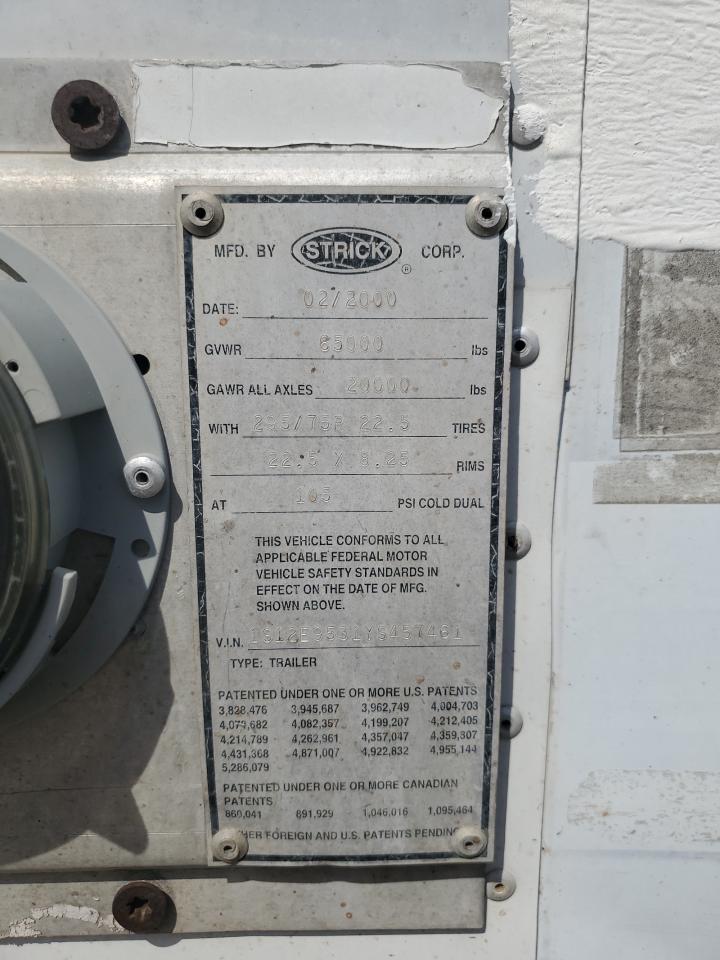 MFD. BY STRICK ® CORP.
DATE: 02/2000
GVWR 65000 lbs
GAWR ALL AXLES 20000 lbs
WITH 295/75R 22.5 TIRES
22.5 X 8.25 RIMS
AT 105 PSI COLD DUAL
THIS VEHICLE CONFORMS TO ALL
APPLICABLE FEDERAL MOTOR
VEHICLE SAFETY STANDARDS IN
EFFECT ON THE DATE OF MFG.
SHOWN ABOVE.
V.I.N. 1S12E9531YS457461
TYPE: TRAILER
PATENTED UNDER ONE OR MORE U.S. PATENTS
3,828,476 3,945,687 3,962,749 4,004,703
4,079,682 4,082,357 4,199,207 4,212,405
4,214,789 4,262,961 4,357,047 4,359,307
4,431,368 4,871,007 4,922,832 4,955,144
5,286,079
PATENTED UNDER ONE OR MORE CANADIAN
PATENTS
860,041 891,929 1,046,016 1,095,464
FOREIGN AND U.S. PATENTS PENDING